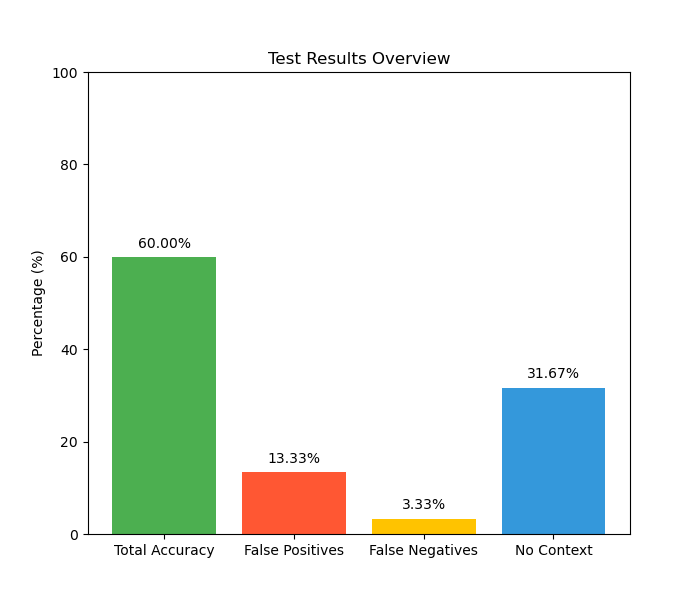 Test Results Overview
Percentage (%)
100
80
60
40
20
0
60.00%
13.33%
3.33%
31.67%
Total Accuracy
False Positives
False Negatives
No Context